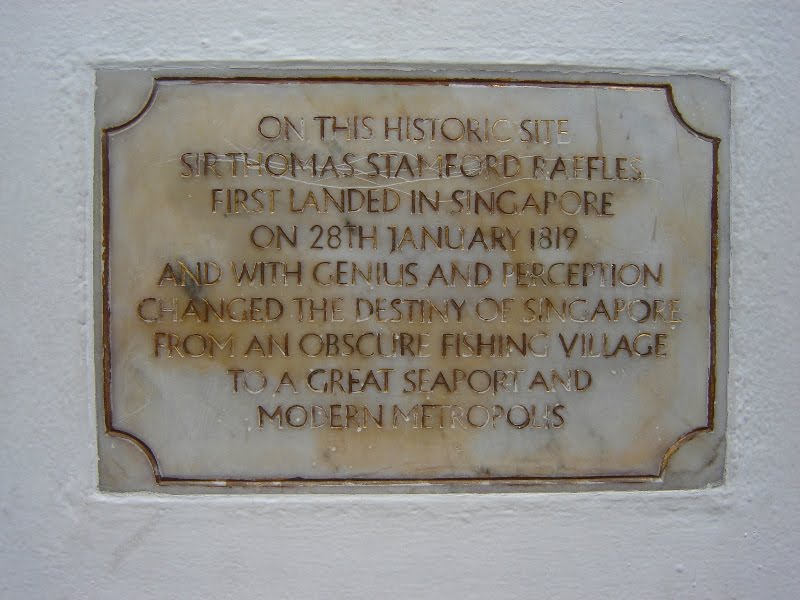 ON THIS HISTORIC SITE
SIR THOMAS STAMFORD RAFFLES
FIRST LANDED IN SINGAPORE
ON 28TH JANUARY 1819
AND WITH GENIUS AND PERCEPTION
CHANGED THE DESTINY OF SINGAPORE
FROM AN OBSCURE FISHING VILLAGE
TO A GREAT SEAPORT AND
MODERN METROPOLIS